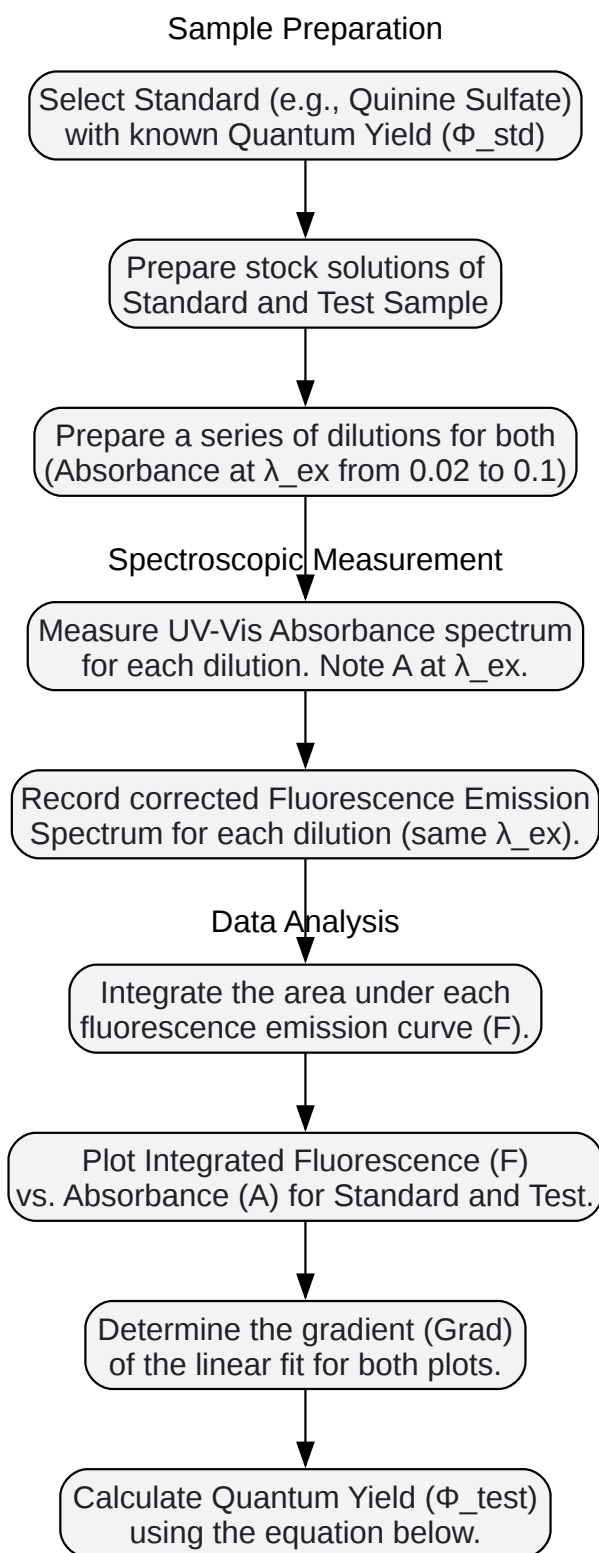 Sample Preparation
Select Standard (e.g., Quinine Sulfate)
with known Quantum Yield (Φ_std)
Prepare stock solutions of
Standard and Test Sample
Prepare a series of dilutions for both
(Absorbance at λ_ex from 0.02 to 0.1)
Spectroscopic Measurement
Measure UV-Vis Absorbance spectrum
for each dilution. Note A at λ_ex.
Record corrected Fluorescence Emission
Spectrum for each dilution (same λ_ex).
Data Analysis
Integrate the area under each
fluorescence emission curve (F).
Plot Integrated Fluorescence (F)
vs. Absorbance (A) for Standard and Test.
Determine the gradient (Grad)
of the linear fit for both plots.
Calculate Quantum Yield (Φ_test)
using the equation below.